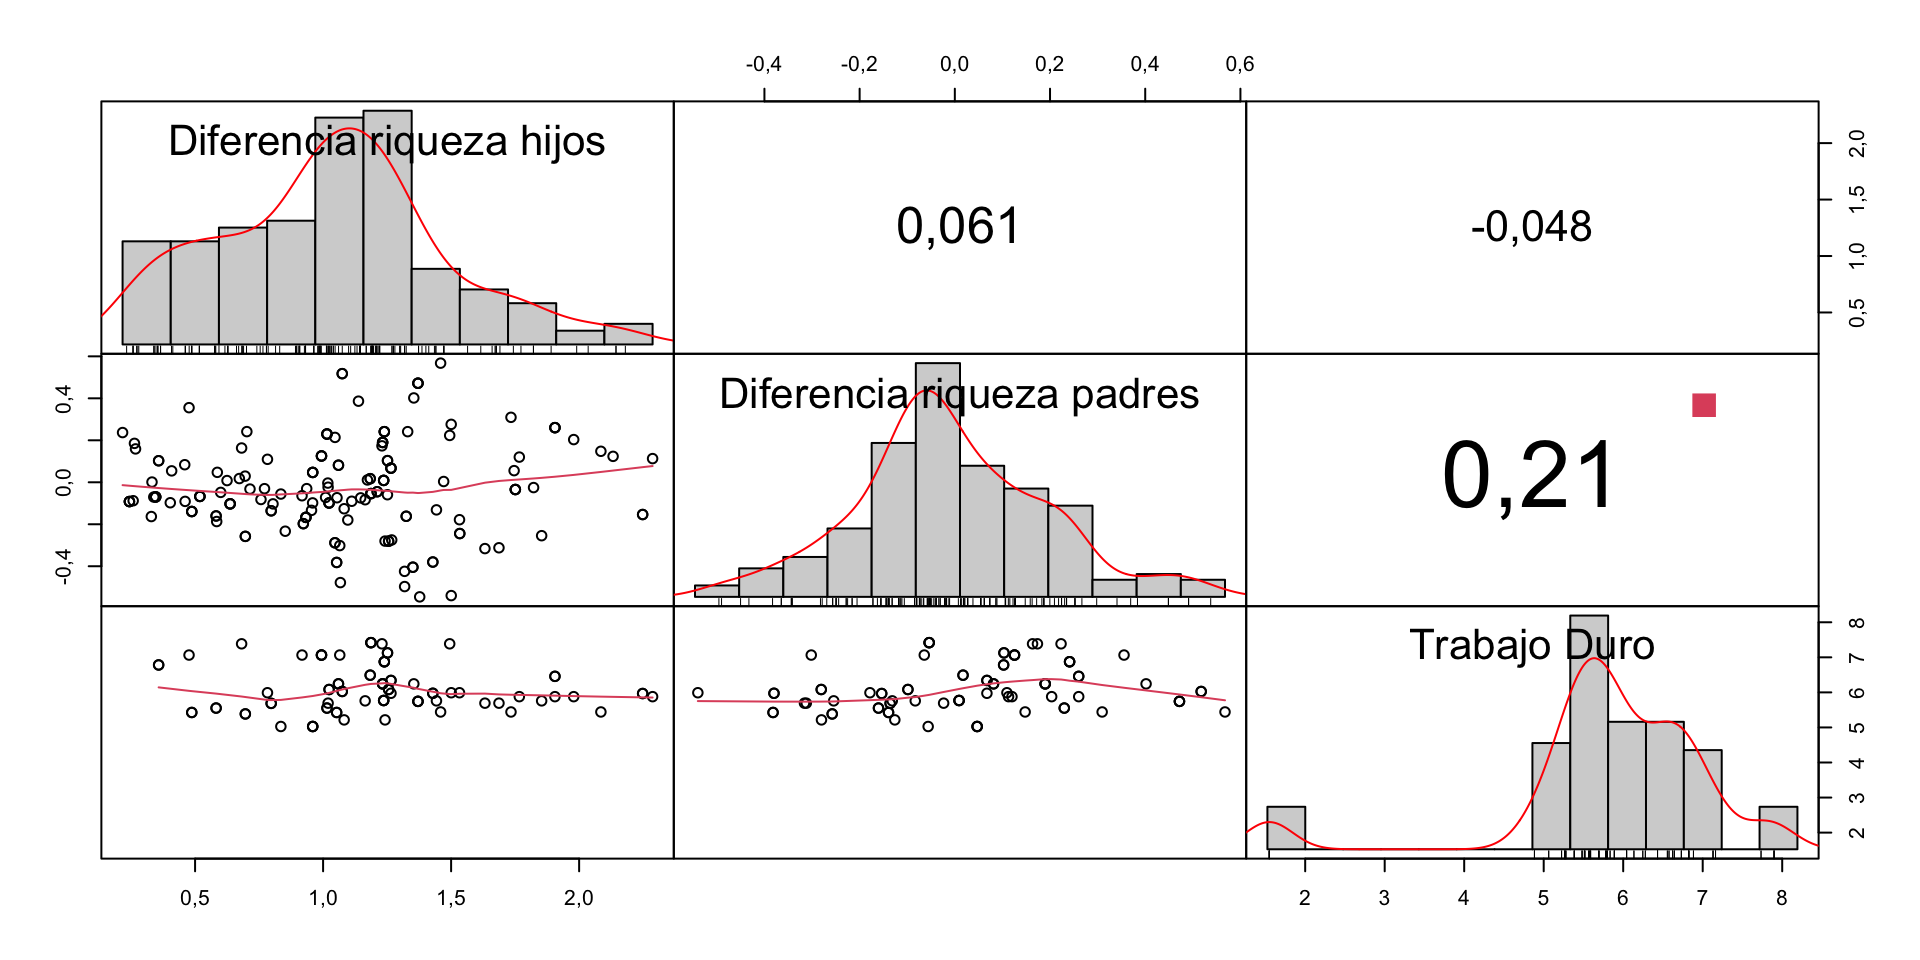 -0,4 -0,2 0,0 0,2 0,4 0,6
Diferencia riqueza hijos
0,061
-0,048
0,5 1,0 1,5 2,0
-0,4 0,0 0,4
Diferencia riqueza padres
0,21
Trabajo Duro
2 3 4 5 6 7 8
0,5 1,0 1,5 2,0
2 3 4 5 6 7 8